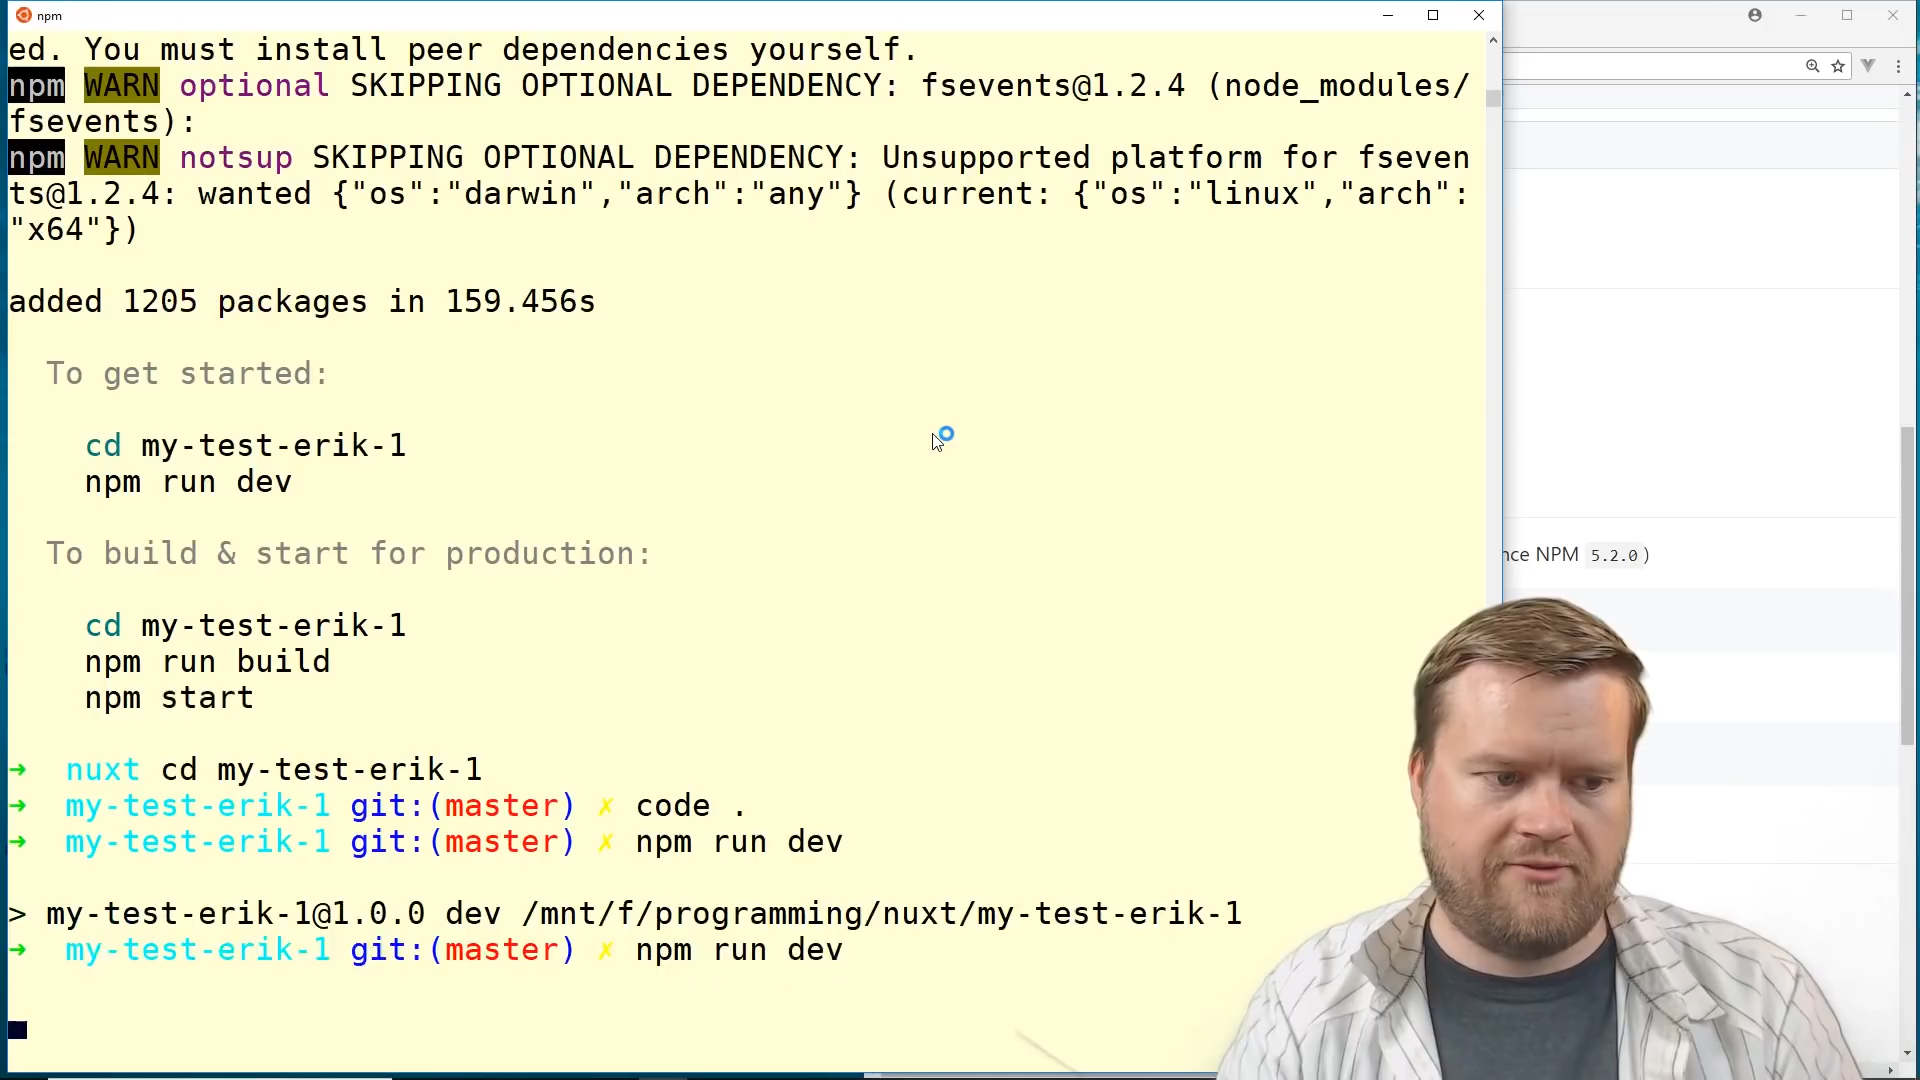 npm
ed. You must install peer dependencies yourself.
npm WARN optional SKIPPING OPTIONAL DEPENDENCY: fsevents@1.2.4 (node_modules/
fsevents):
npm WARN notsup SKIPPING OPTIONAL DEPENDENCY: Unsupported platform for fseven
ts@1.2.4: wanted {"os":"darwin","arch":"any"} (current: {"os":"linux","arch":
"x64"})
added 1205 packages in 159.456s
To get started:
cd my-test-erik-1
npm run dev
To build & start for production:
cd my-test-erik-1
npm run build
npm start
➜ nuxt cd my-test-erik-1
➜ my-test-erik-1 git:(master) ✗ code .
➜ my-test-erik-1 git:(master) ✗ npm run dev
> my-test-erik-1@1.0.0 dev /mnt/f/programming/nuxt/my-test-erik-1
➜ my-test-erik-1 git:(master) ✗ npm run dev
NPM 5.2.0 )